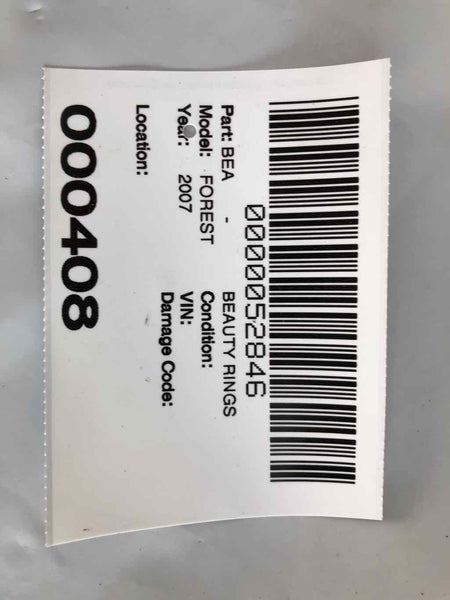 0000052846
Part: BEA - BEAUTY RINGS
Model: FOREST Condition:
Year: 2007 VIN:
Damage Code:
Location:
000408